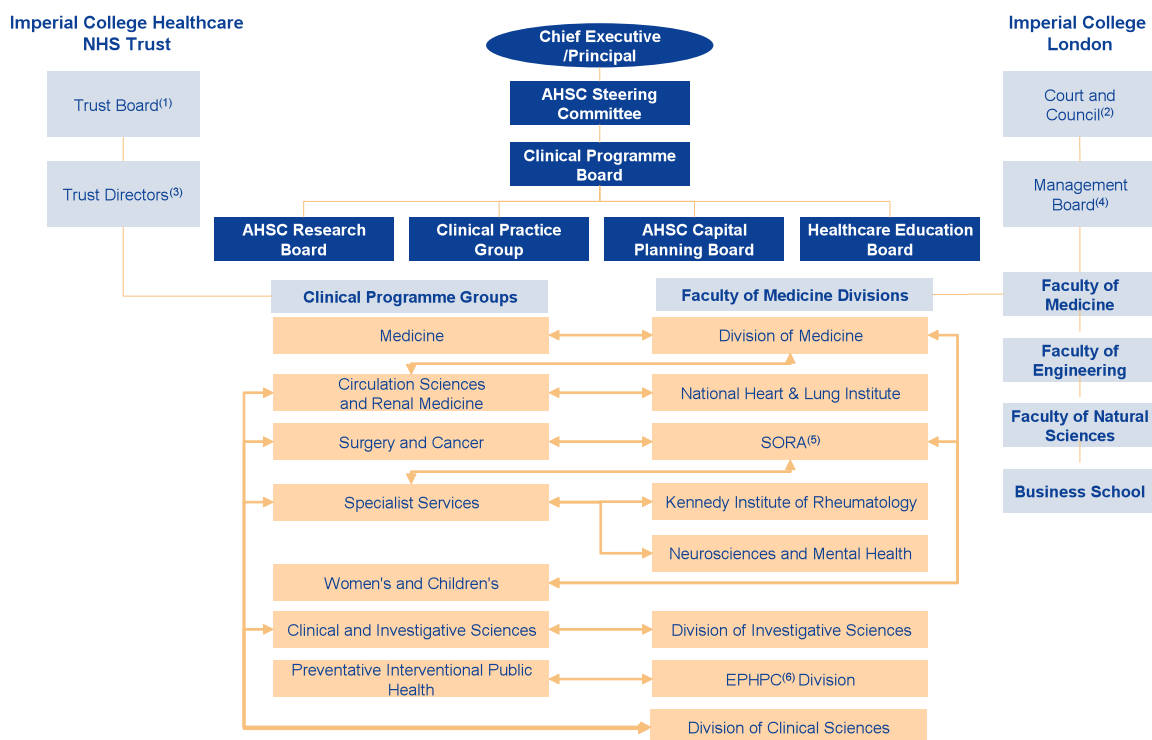 Imperial College Healthcare
NHS Trust
Trust Board(1)
Trust Directors(3)
Chief Executive
/Principal
AHSC Steering
Committee
Clinical Programme
Board
AHSC Research
Board
Clinical Practice
Group
AHSC Capital
Planning Board
Healthcare Education
Board
Imperial College
London
Court and
Council(2)
Management
Board(4)
Faculty of
Medicine
Faculty of
Engineering
Faculty of Natural
Sciences
Business School
Clinical Programme Groups
Faculty of Medicine Divisions
Medicine
Division of Medicine
Circulation Sciences
and Renal Medicine
National Heart & Lung Institute
Surgery and Cancer
SORA(5)
Specialist Services
Kennedy Institute of Rheumatology
Neurosciences and Mental Health
Women's and Children's
Clinical and Investigative Sciences
Division of Investigative Sciences
Preventative Interventional Public
Health
EPHPC(6) Division
Division of Clinical Sciences